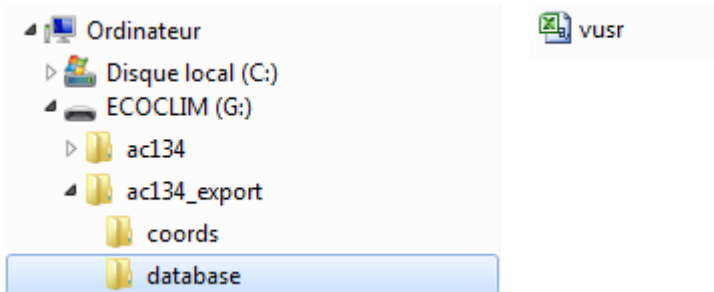 Ordinateur
Disque local (C:)
ECOCLIM (G:)
ac134
ac134_export
coords
database
vusr